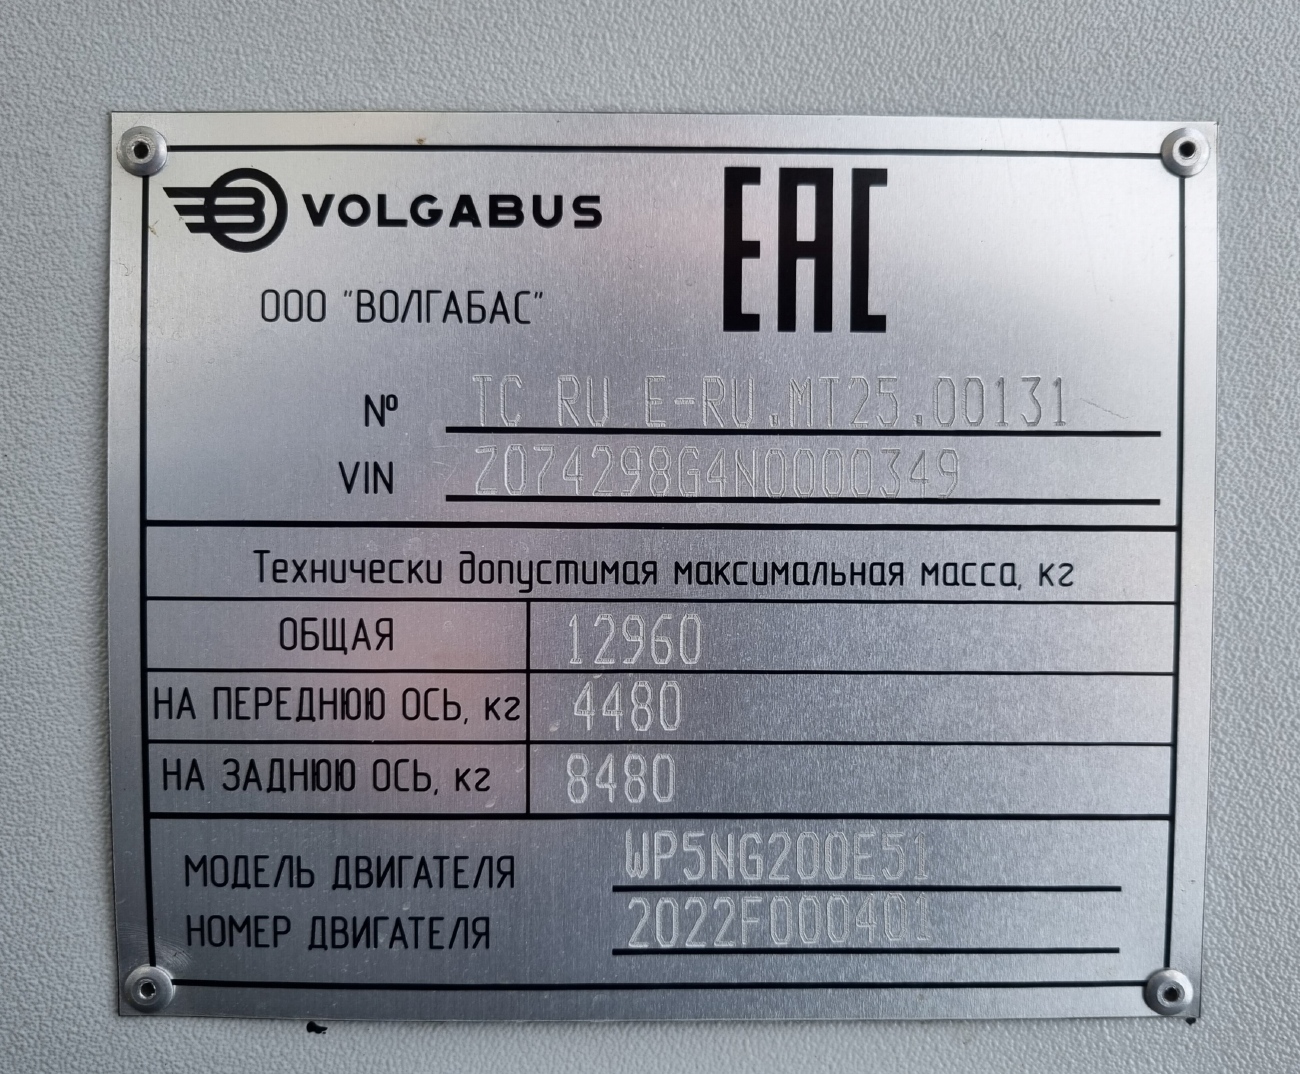 VOLGABUS
EAC
ООО "ВОЛГАБАС"
№ TC RU E-RU.MT25.00131
VIN Z074298G4N0000349
Технически допустимая максимальная масса, кг
ОБЩАЯ 12960
НА ПЕРЕДНЮЮ ОСЬ, кг 4480
НА ЗАДНЮЮ ОСЬ, кг 8480
МОДЕЛЬ ДВИГАТЕЛЯ WP5NG200E51
НОМЕР ДВИГАТЕЛЯ 2022F000401